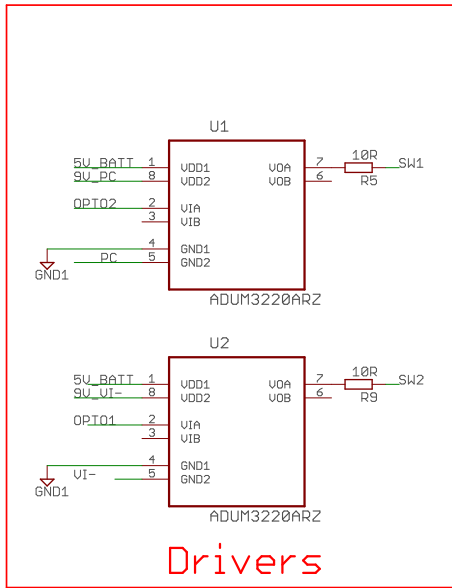 U1
10R
5V_BATT 1 VDD1 VOA 7 SW1
9V_PC 8 VDD2 VOB 6 R5
OPTO2 2 VIA
3 VIB
4 GND1
PC 5 GND2
GND1
ADUM3220ARZ
U2
10R
5V_BATT 1 VDD1 VOA 7 SW2
9V_VI- 8 VDD2 VOB 6 R9
OPTO1 2 VIA
3 VIB
4 GND1
VI- 5 GND2
GND1
ADUM3220ARZ
Drivers